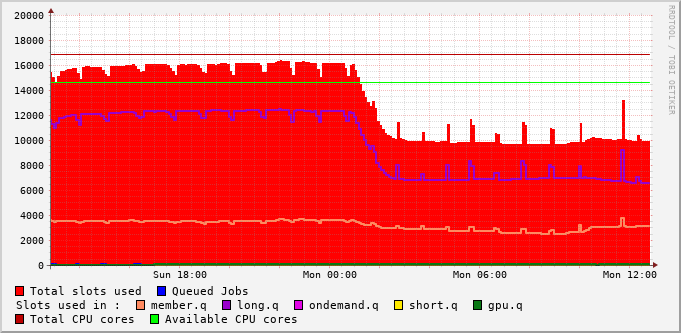 RRDTOOL / TOBI OETIKER
20000
18000
16000
14000
12000
10000
8000
6000
4000
2000
0
Sun 18:00 Mon 00:00 Mon 06:00 Mon 12:00
Total slots used Queued Jobs
Slots used in : member.q long.q ondemand.q short.q gpu.q
Total CPU cores Available CPU cores